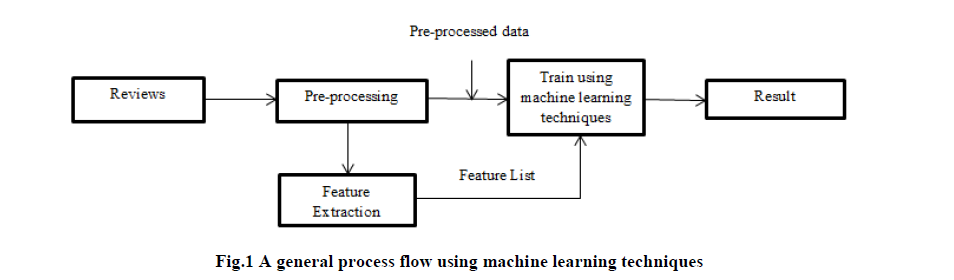 Pre-processed data
Reviews
Pre-processing
Train using
machine learning
techniques
Result
Feature
Extraction
Feature List
Fig.1 A general process flow using machine learning techniques